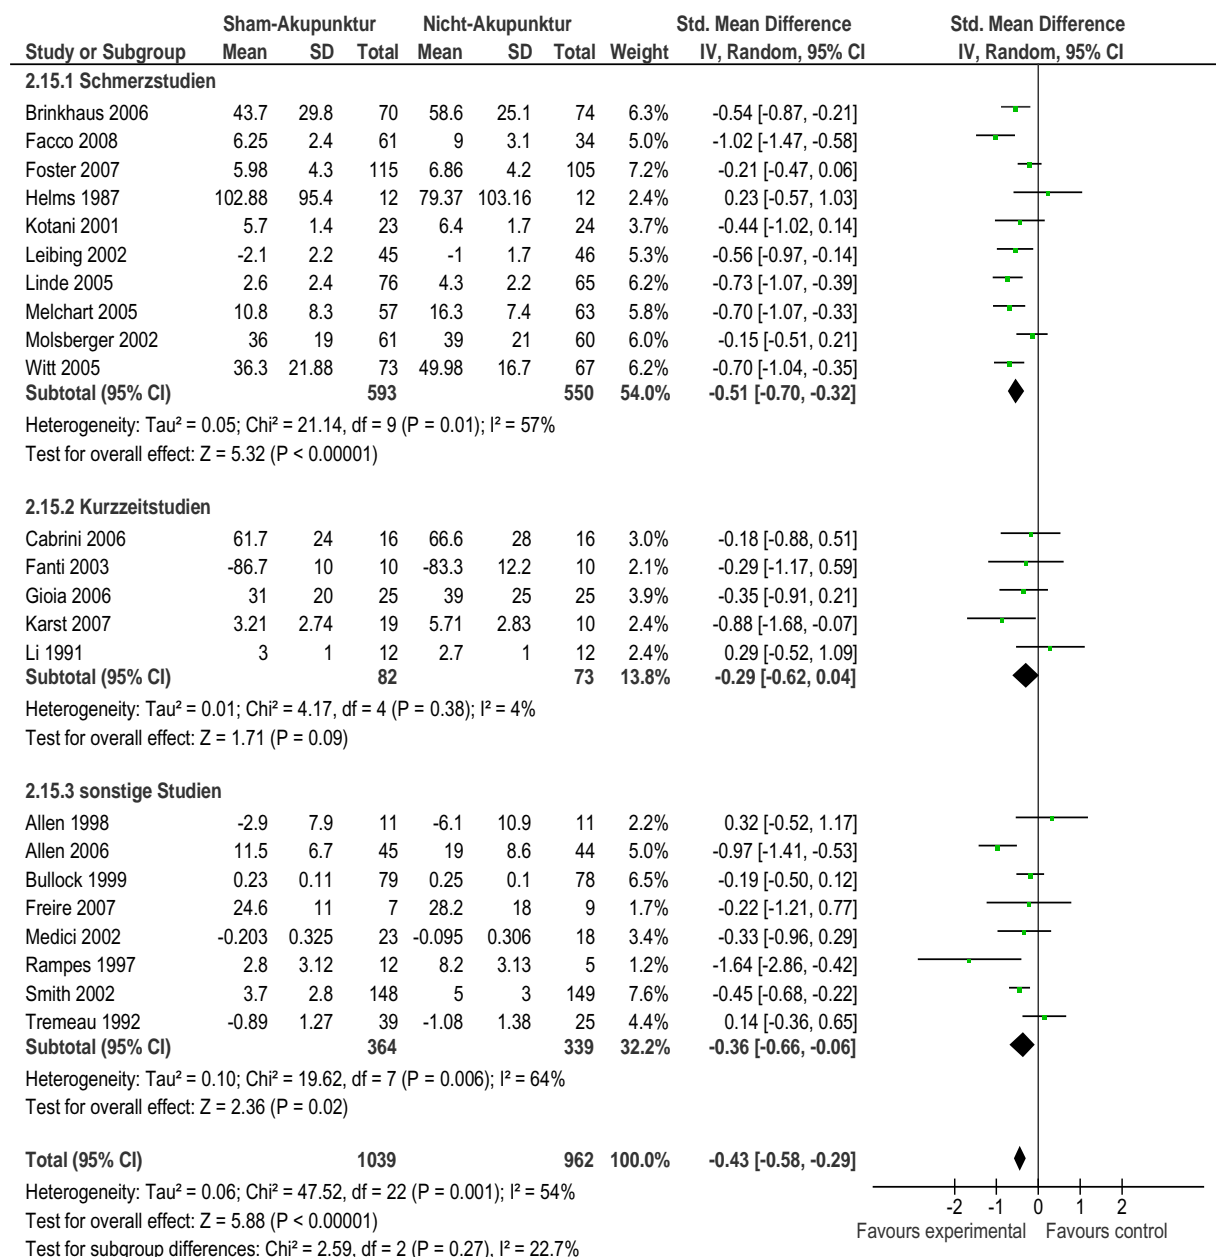 Sham-Akupunktur Nicht-Akupunktur Std. Mean Difference Std. Mean Difference
Study or Subgroup Mean SD Total Mean SD Total Weight IV, Random, 95% CI IV, Random, 95% CI
2.15.1 Schmerzstudien
Brinkhaus 2006 43.7 29.8 70 58.6 25.1 74 6.3% -0.54 [-0.87, -0.21]
Facco 2008 6.25 2.4 61 9 3.1 34 5.0% -1.02 [-1.47, -0.58]
Foster 2007 5.98 4.3 115 6.86 4.2 105 7.2% -0.21 [-0.47, 0.06]
Helms 1987 102.88 95.4 12 79.37 103.16 12 2.4% 0.23 [-0.57, 1.03]
Kotani 2001 5.7 1.4 23 6.4 1.7 24 3.7% -0.44 [-1.02, 0.14]
Leibing 2002 -2.1 2.2 45 -1 1.7 46 5.3% -0.56 [-0.97, -0.14]
Linde 2005 2.6 2.4 76 4.3 2.2 65 6.2% -0.73 [-1.07, -0.39]
Melchart 2005 10.8 8.3 57 16.3 7.4 63 5.8% -0.70 [-1.07, -0.33]
Molsberger 2002 36 19 61 39 21 60 6.0% -0.15 [-0.51, 0.21]
Witt 2005 36.3 21.88 73 49.98 16.7 67 6.2% -0.70 [-1.04, -0.35]
Subtotal (95% CI) 593 550 54.0% -0.51 [-0.70, -0.32]
Heterogeneity: Tau² = 0.05; Chi² = 21.14, df = 9 (P = 0.01); I² = 57%
Test for overall effect: Z = 5.32 (P < 0.00001)
2.15.2 Kurzzeitstudien
Cabrini 2006 61.7 24 16 66.6 28 16 3.0% -0.18 [-0.88, 0.51]
Fanti 2003 -86.7 10 10 -83.3 12.2 10 2.1% -0.29 [-1.17, 0.59]
Gioia 2006 31 20 25 39 25 25 3.9% -0.35 [-0.91, 0.21]
Karst 2007 3.21 2.74 19 5.71 2.83 10 2.4% -0.88 [-1.68, -0.07]
Li 1991 3 1 12 2.7 1 12 2.4% 0.29 [-0.52, 1.09]
Subtotal (95% CI) 82 73 13.8% -0.29 [-0.62, 0.04]
Heterogeneity: Tau² = 0.01; Chi² = 4.17, df = 4 (P = 0.38); I² = 4%
Test for overall effect: Z = 1.71 (P = 0.09)
2.15.3 sonstige Studien
Allen 1998 -2.9 7.9 11 -6.1 10.9 11 2.2% 0.32 [-0.52, 1.17]
Allen 2006 11.5 6.7 45 19 8.6 44 5.0% -0.97 [-1.41, -0.53]
Bullock 1999 0.23 0.11 79 0.25 0.1 78 6.5% -0.19 [-0.50, 0.12]
Freire 2007 24.6 11 7 28.2 18 9 1.7% -0.22 [-1.21, 0.77]
Medici 2002 -0.203 0.325 23 -0.095 0.306 18 3.4% -0.33 [-0.96, 0.29]
Rampes 1997 2.8 3.12 12 8.2 3.13 5 1.2% -1.64 [-2.86, -0.42]
Smith 2002 3.7 2.8 148 5 3 149 7.6% -0.45 [-0.68, -0.22]
Tremeau 1992 -0.89 1.27 39 -1.08 1.38 25 4.4% 0.14 [-0.36, 0.65]
Subtotal (95% CI) 364 339 32.2% -0.36 [-0.66, -0.06]
Heterogeneity: Tau² = 0.10; Chi² = 19.62, df = 7 (P = 0.006); I² = 64%
Test for overall effect: Z = 2.36 (P = 0.02)
Total (95% CI) 1039 962 100.0% -0.43 [-0.58, -0.29]
Heterogeneity: Tau² = 0.06; Chi² = 47.52, df = 22 (P = 0.001); I² = 54%
Test for overall effect: Z = 5.88 (P < 0.00001)
Test for subgroup differences: Chi² = 2.59, df = 2 (P = 0.27), I² = 22.7%
-2 -1 0 1 2
Favours experimental Favours control